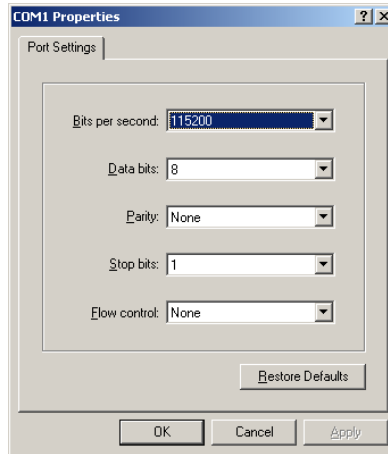 COM1 Properties
Port Settings
Bits per second: 115200
Data bits: 8
Parity: None
Stop bits: 1
Flow control: None
Restore Defaults
OK Cancel Apply